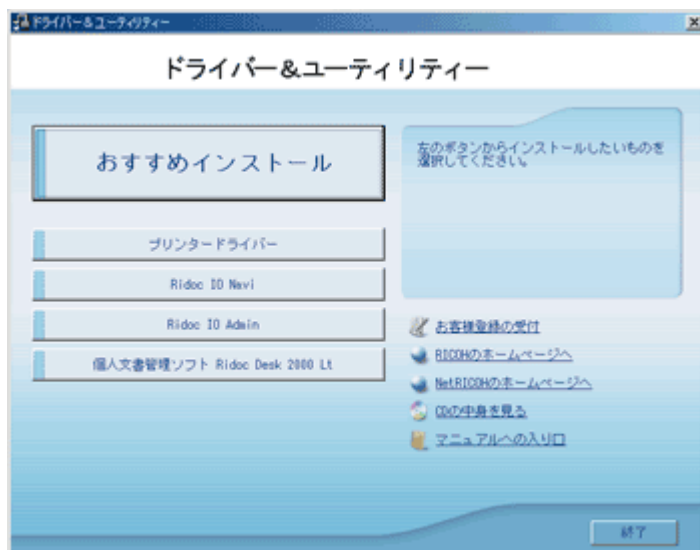 ドライバー&ユーティリティー
ドライバー&ユーティリティー
おすすめインストール
プリンタードライバー
Ridoc IO Navi
Ridoc IO Admin
個人文書管理ソフト Ridoc Desk 2000 Lt
左のボタンからインストールしたいものを
選択してください。
お客様登録の受付
RICOHのホームページへ
NetRICOHのホームページへ
CDの中身を見る
マニュアルへの入り口
終了